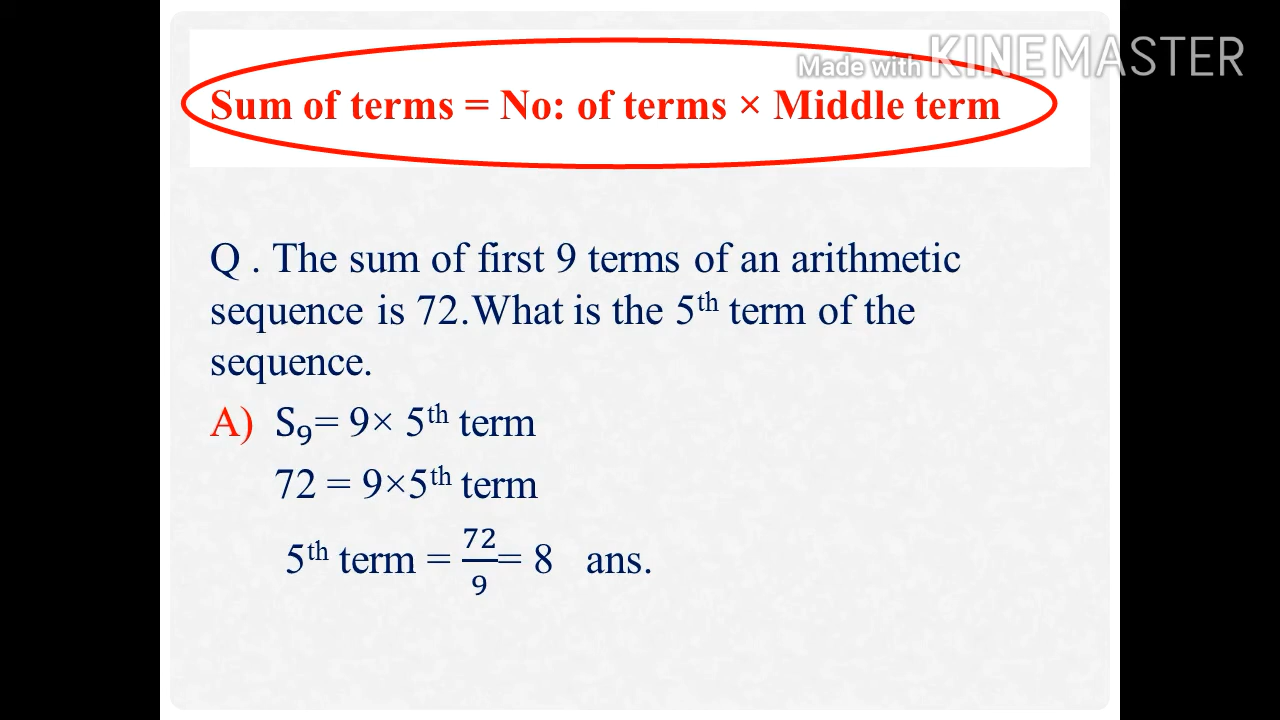 Made with KINEMASTER
Sum of terms = No: of terms × Middle term
Q . The sum of first 9 terms of an arithmetic
sequence is 72.What is the 5th term of the
sequence.
A) S₉= 9× 5th term
72 = 9×5th term
5th term = 72/9= 8 ans.